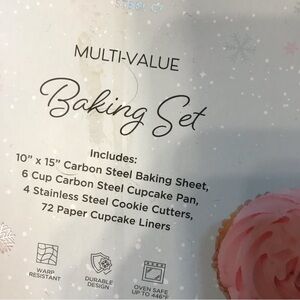 MULTI-VALUE
Baking Set
Includes:
10" x 15" Carbon Steel Baking Sheet,
6 Cup Carbon Steel Cupcake Pan,
4 Stainless Steel Cookie Cutters,
72 Paper Cupcake Liners
WARP
RESISTANT
DURABLE
DESIGN
OVEN SAFE
UP TO 446°F